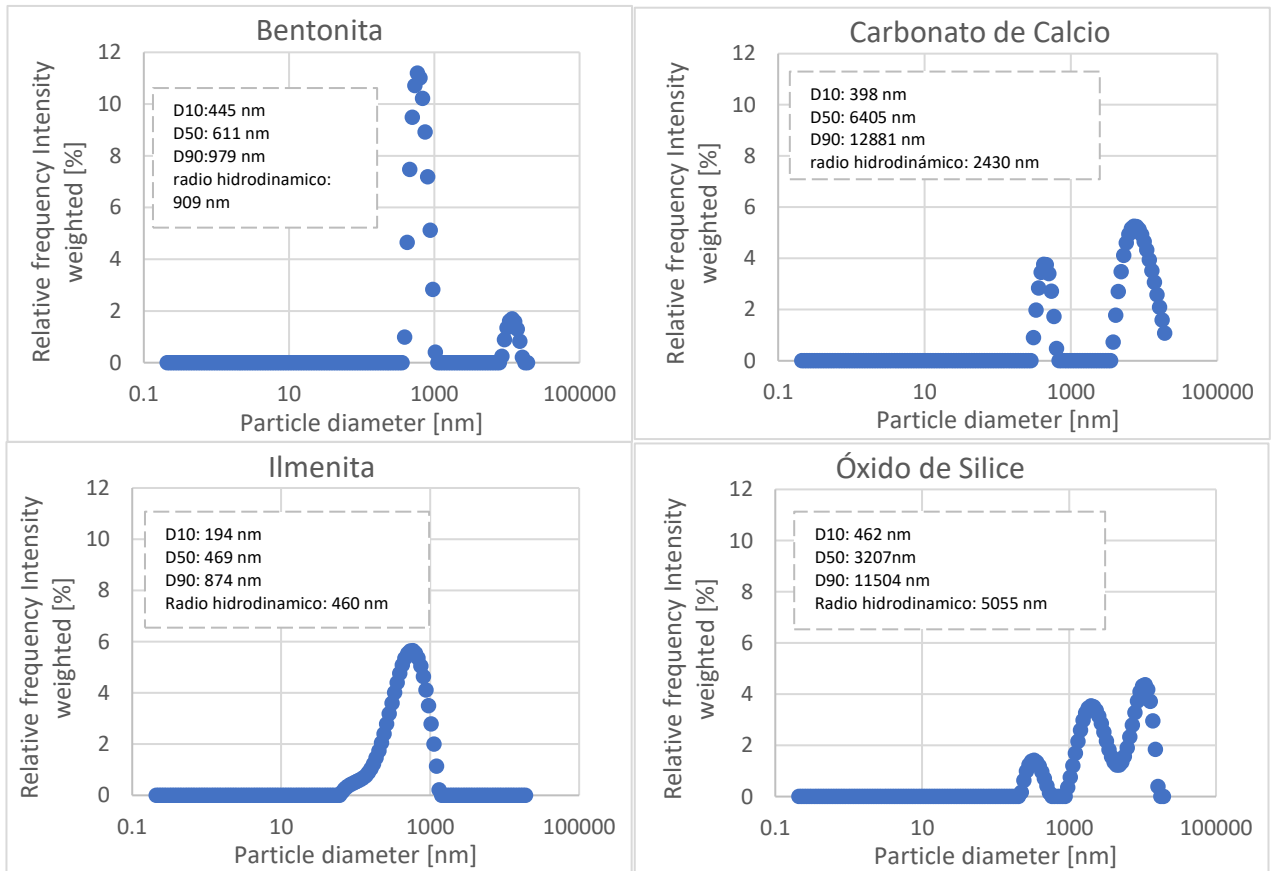 Bentonita
Relative frequency Intensity
weighted [%]
12
10
8
6
4
2
0
D10:445 nm
D50: 611 nm
D90:979 nm
radio hidrodinamico:
909 nm
0.1
10
1000
100000
Particle diameter [nm]
Carbonato de Calcio
Relative frequency Intensity
weighted [%]
12
10
8
6
4
2
0
D10: 398 nm
D50: 6405 nm
D90: 12881 nm
radio hidrodinámico: 2430 nm
0.1
10
1000
100000
Particle diameter [nm]
Ilmenita
Relative frequency Intensity
weighted [%]
12
10
8
6
4
2
0
D10: 194 nm
D50: 469 nm
D90: 874 nm
Radio hidrodinamico: 460 nm
0.1
10
1000
100000
Particle diameter [nm]
Óxido de Silice
Relative frequency Intensity
weighted [%]
12
10
8
6
4
2
0
D10: 462 nm
D50: 3207nm
D90: 11504 nm
Radio hidrodinamico: 5055 nm
0.1
10
1000
100000
Particle diameter [nm]